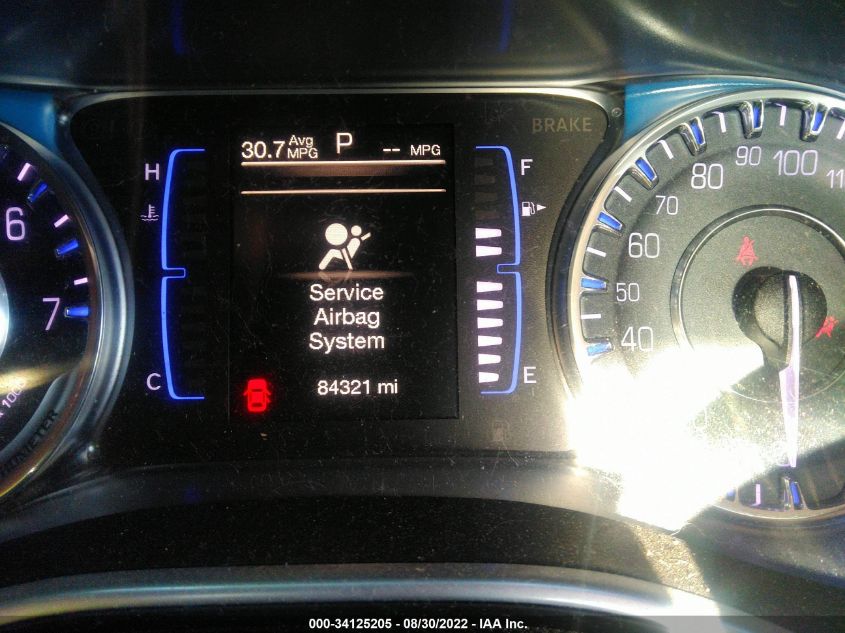 30.7 Avg MPG P -- MPG
BRAKE
H
F
Service
Airbag
System
84321 mi
C
E
6
7
40
50
60
70
80
90
100
000-34125205 - 08/30/2022 - IAA Inc.